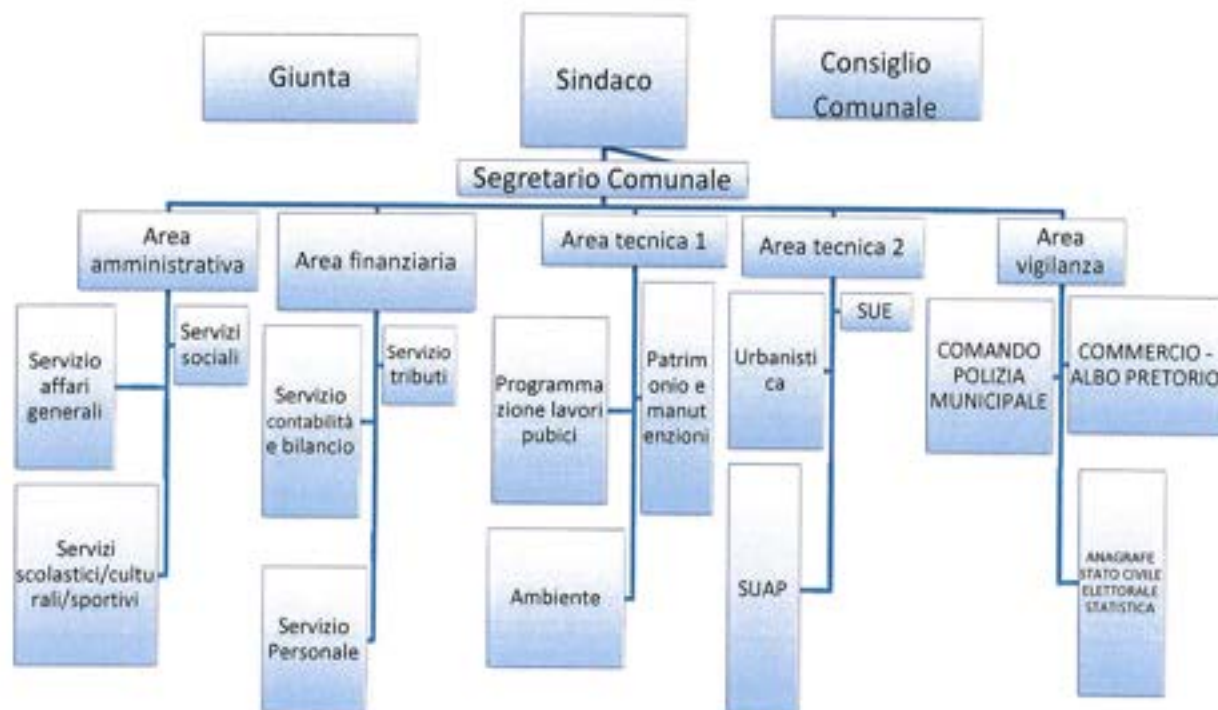 Giunta
Sindaco
Consiglio
Comunale
Segretario Comunale
Area
amministrativa
Area finanziaria
Area tecnica 1
Area tecnica 2
Area
vigilanza
Servizio
affari
generali
Servizi
sociali
Servizi
scolastici/cultu
rali/sportivi
Servizio
contabilità
e bilancio
Servizio
tributi
Servizio
Personale
Programma
zione lavori
pubici
Patrim
onio e
manut
enzioni
Ambiente
Urbanisti
ca
SUE
SUAP
COMANDO
POLIZIA
MUNICIPALE
COMMERCIO -
ALBO PRETORIO
ANAGRAFE
STATO CIVILE
ELETTORALE
STATISTICA